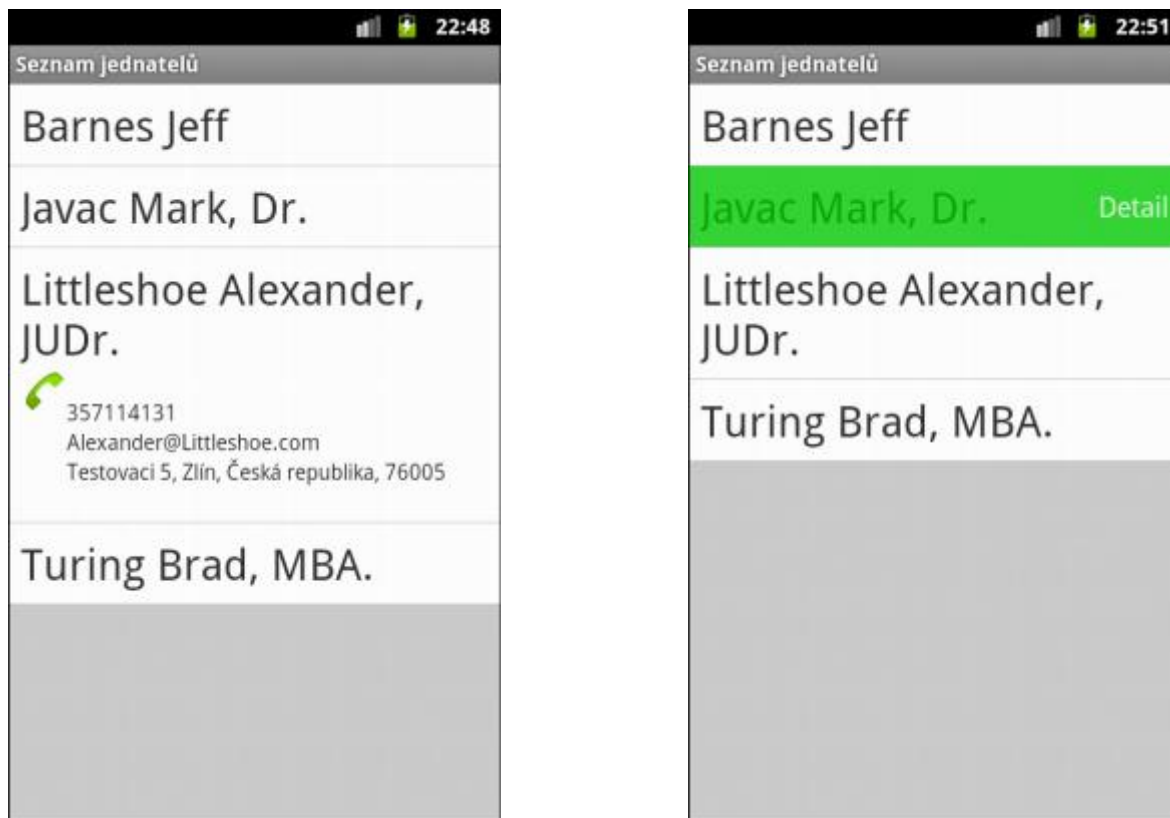 22:48
Seznam jednatelů
Barnes Jeff
Javac Mark, Dr.
Littleshoe Alexander,
JUDr.
357114131
Alexander@Littleshoe.com
Testovaci 5, Zlín, Česká republika, 76005
Turing Brad, MBA.
22:51
Seznam jednatelů
Barnes Jeff
Javac Mark, Dr. Detail
Littleshoe Alexander,
JUDr.
Turing Brad, MBA.